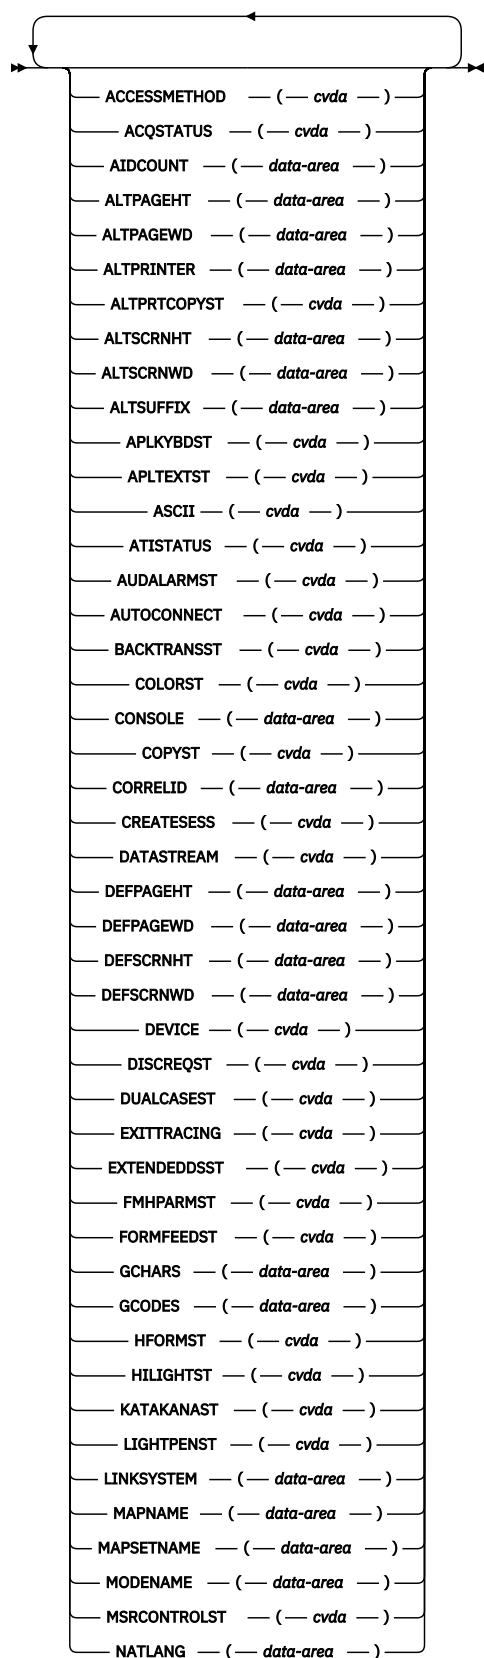 ACCESSMETHOD ( cvda )
ACQSTATUS ( cvda )
AIDCOUNT ( data-area )
ALTPAGEHT ( data-area )
ALTPAGEWD ( data-area )
ALTPRINTER ( data-area )
ALTPRTCOPYST ( cvda )
ALTSCRNHT ( data-area )
ALTSCRNWD ( data-area )
ALTSUFFIX ( data-area )
APLKYBDST ( cvda )
APLTEXTST ( cvda )
ASCII ( cvda )
ATISTATUS ( cvda )
AUDALARMST ( cvda )
AUTOCONNECT ( cvda )
BACKTRANSST ( cvda )
COLORST ( cvda )
CONSOLE ( data-area )
COPYST ( cvda )
CORRELID ( data-area )
CREATESESS ( cvda )
DATASTREAM ( cvda )
DEFPAGEHT ( data-area )
DEFPAGEWD ( data-area )
DEFSCRNHT ( data-area )
DEFSCRNWD ( data-area )
DEVICE ( cvda )
DISCREQST ( cvda )
DUALCASEST ( cvda )
EXITTRACING ( cvda )
EXTENDEDDSST ( cvda )
FMHPARMST ( cvda )
FORMFEEDST ( cvda )
GCHARS ( data-area )
GCODES ( data-area )
HFORMST ( cvda )
HILIGHTST ( cvda )
KATAKANAST ( cvda )
LIGHTPENST ( cvda )
LINKSYSTEM ( data-area )
MAPNAME ( data-area )
MAPSETNAME ( data-area )
MODENAME ( data-area )
MSRCONTROLST ( cvda )
NATLANG ( data-area )